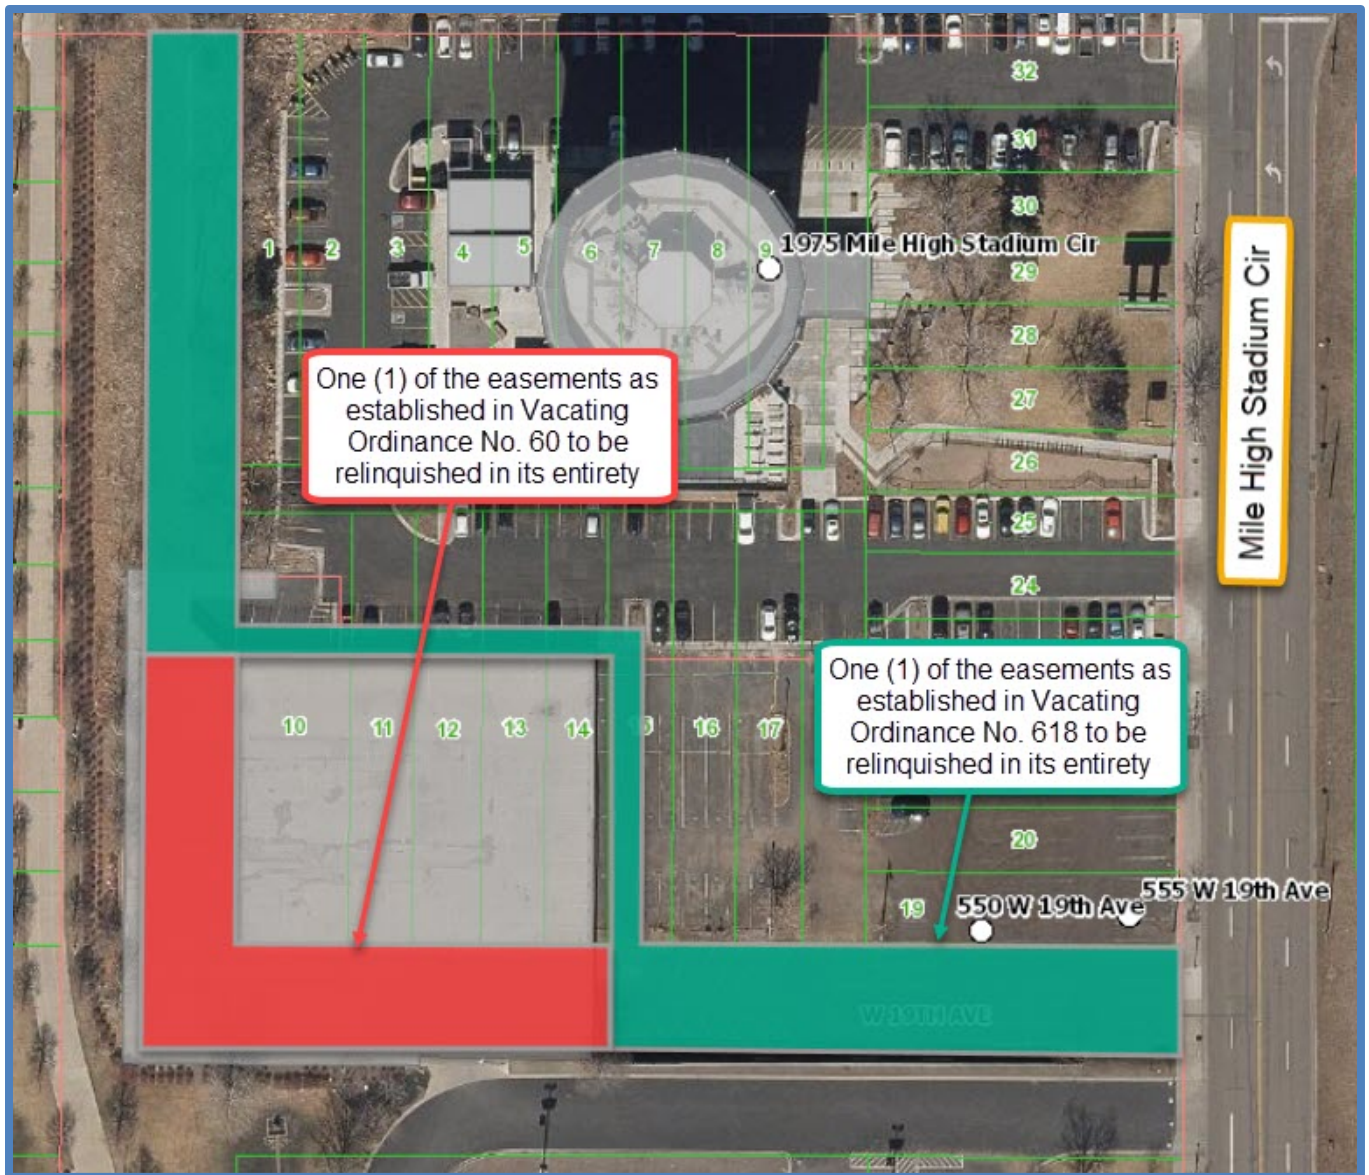 32
31
30
1
2
3
4
5
6
7
8
9
1975 Mile High Stadium Cir
29
28
27
26
25
24
Mile High Stadium Cir
One (1) of the easements as
established in Vacating
Ordinance No. 60 to be
relinquished in its entirety
One (1) of the easements as
established in Vacating
Ordinance No. 618 to be
relinquished in its entirety
10
11
12
13
14
15
16
17
20
19
550 W 19th Ave
555 W 19th Ave
W 19TH AVE